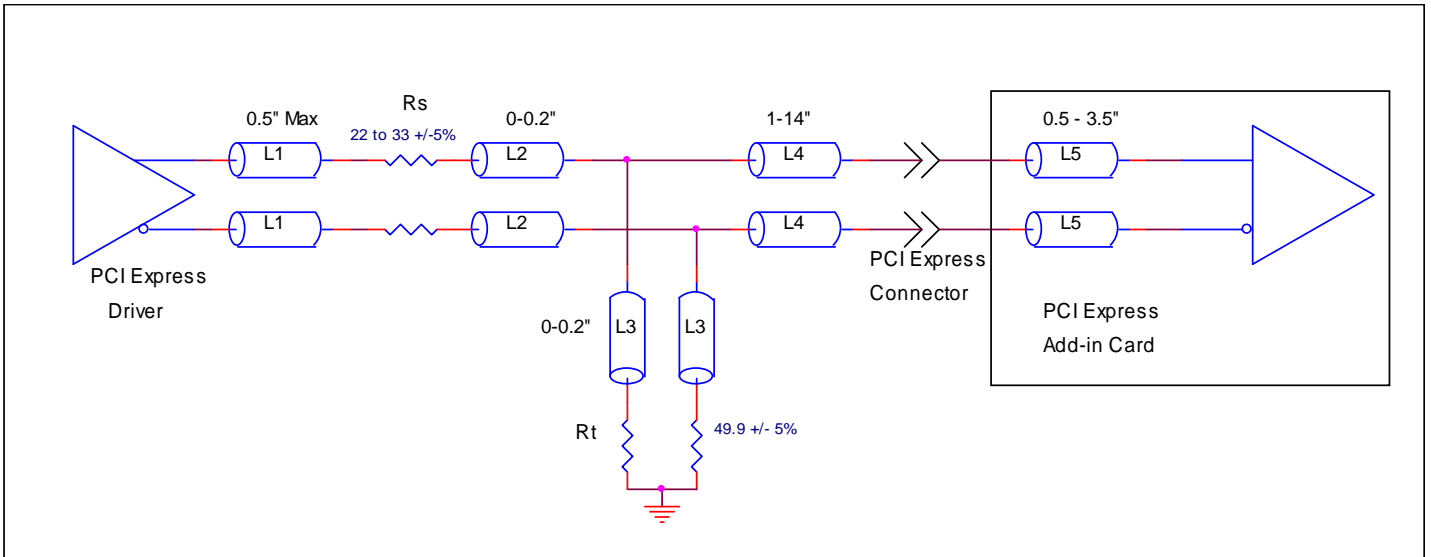 Rs
0.5" Max
22 to 33 +/-5%
0-0.2"
1-14"
0.5 - 3.5"
L1
L2
L4
L5
L1
L2
L4
L5
PCI Express
Driver
PCI Express
Connector
0-0.2"
L3
L3
PCI Express
Add-in Card
Rt
49.9 +/- 5%